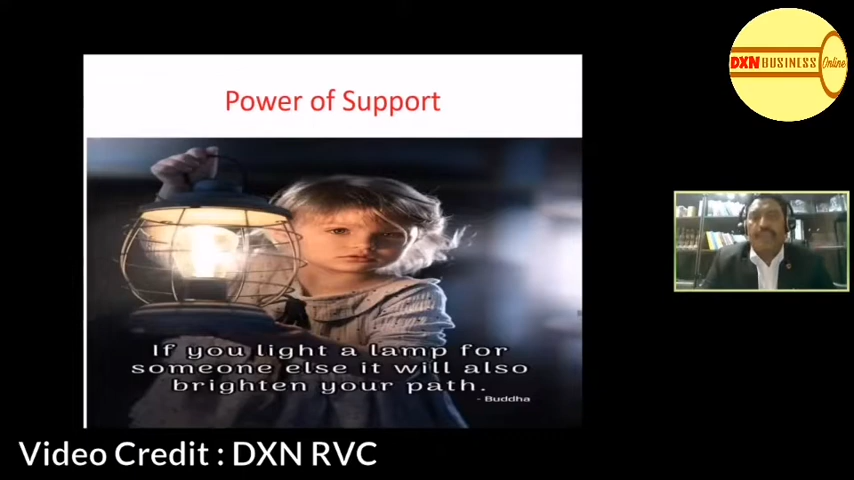 DXN BUSINESS Online
Power of Support
If you light a lamp for
someone else it will also
brighten your path.
- Buddha
Video Credit : DXN RVC